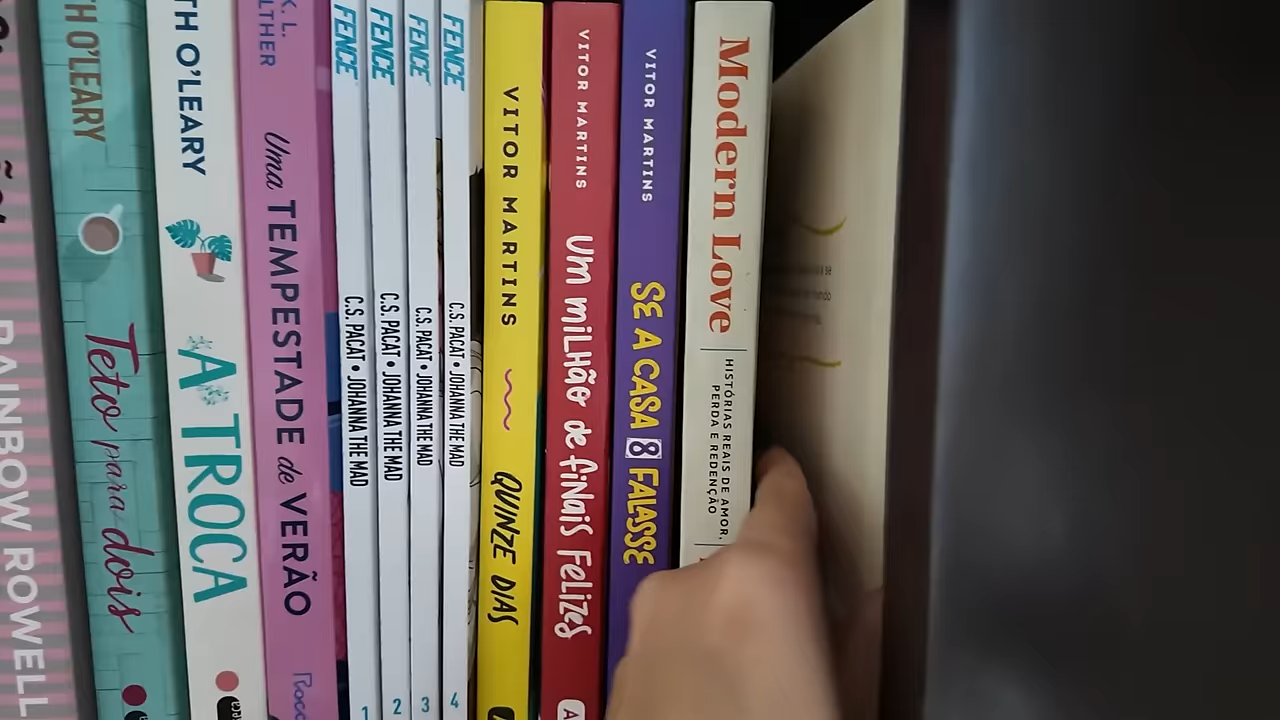 RAINBOW ROWELL
TH O'LEARY
Teto para dois
TH O'LEARY
A TROCA
K. L.
LTHER
Uma TEMPESTADE de VERÃO
Rocco
FENCE
C.S. PACAT • JOHANNA THE MAD
1
FENCE
C.S. PACAT • JOHANNA THE MAD
2
FENCE
C.S. PACAT • JOHANNA THE MAD
3
FENCE
C.S. PACAT • JOHANNA THE MAD
4
VITOR MARTINS
QUINZE DIAS
VITOR MARTINS
Um milhão de finais felizes
A
VITOR MARTINS
SE A CASA 8 FALASSE
Modern Love
HISTÓRIAS REAIS DE AMOR,
PERDA E REDENÇÃO